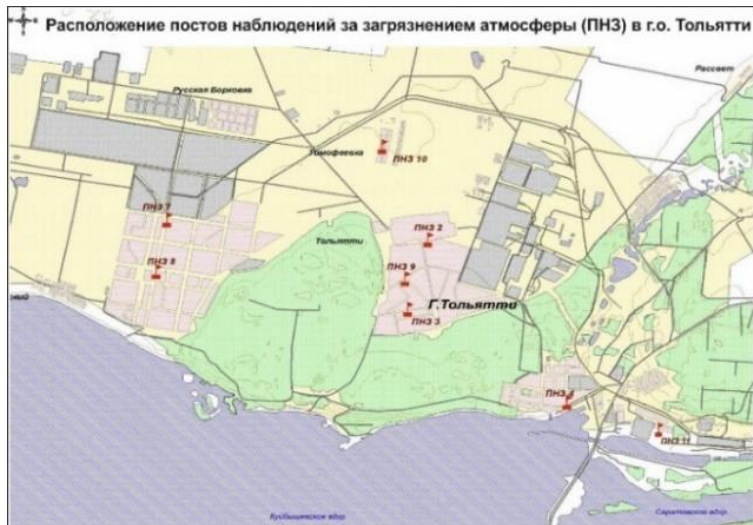 Расположение постов наблюдений за загрязнением атмосферы (ПНЗ) в г.о. Тольятти
Рассвет
Русская Борковка
Тимофеевка
ПНЗ 10
ПНЗ 7
ПНЗ 2
Тольятти
ПНЗ 8
ПНЗ 9
Г.Тольятти
ПНЗ 3
ПНЗ
ПНЗ 11
Куйбышевское вдхр.
Саратовское вдхр.